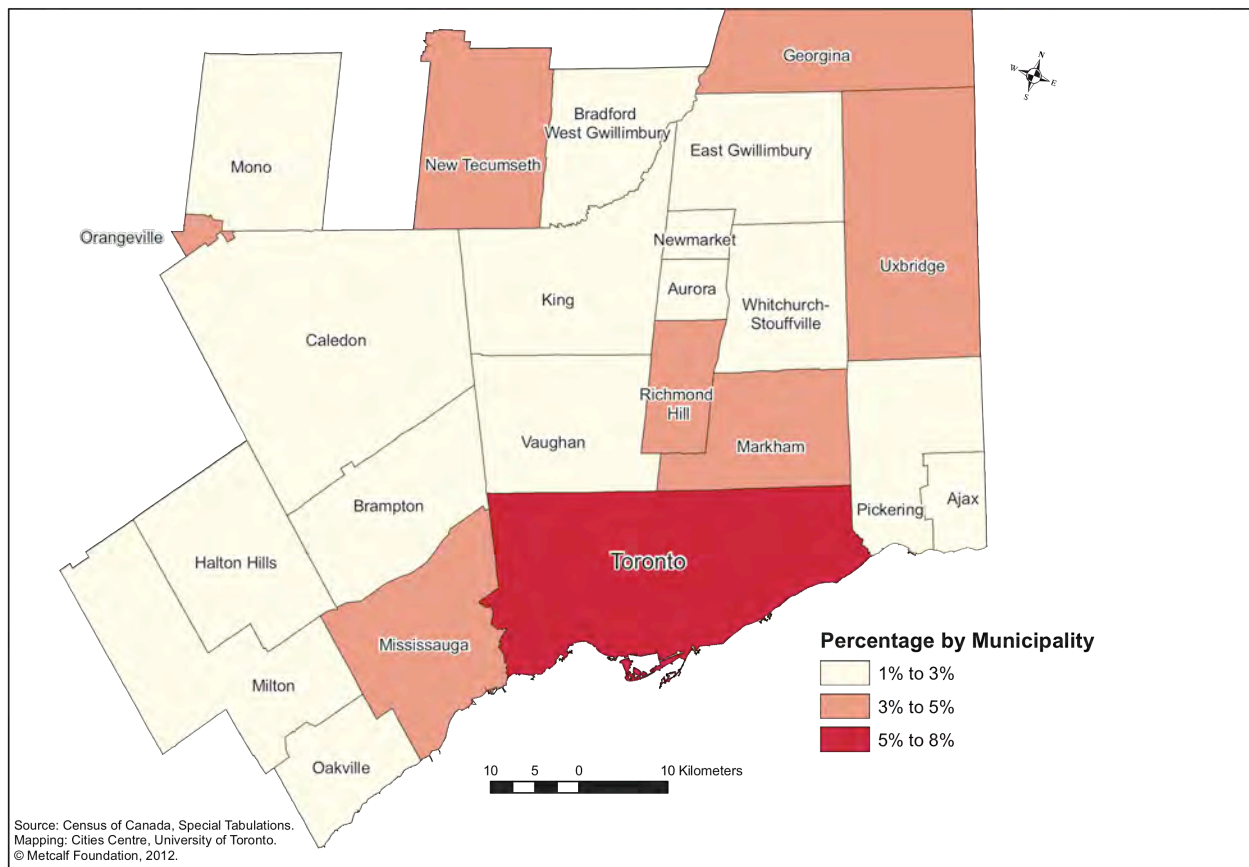 Georgina
N
W
E
S
Bradford
West Gwillimbury
East Gwillimbury
Mono
New Tecumseth
Orangeville
Newmarket
Uxbridge
Aurora
King
Whitchurch-
Stouffville
Caledon
Richmond
Hill
Vaughan
Markham
Brampton
Pickering
Ajax
Halton Hills
Toronto
Mississauga
Milton
Oakville
Percentage by Municipality
1% to 3%
3% to 5%
5% to 8%
10 5 0 10 Kilometers
Source: Census of Canada, Special Tabulations.
Mapping: Cities Centre, University of Toronto.
© Metcalf Foundation, 2012.